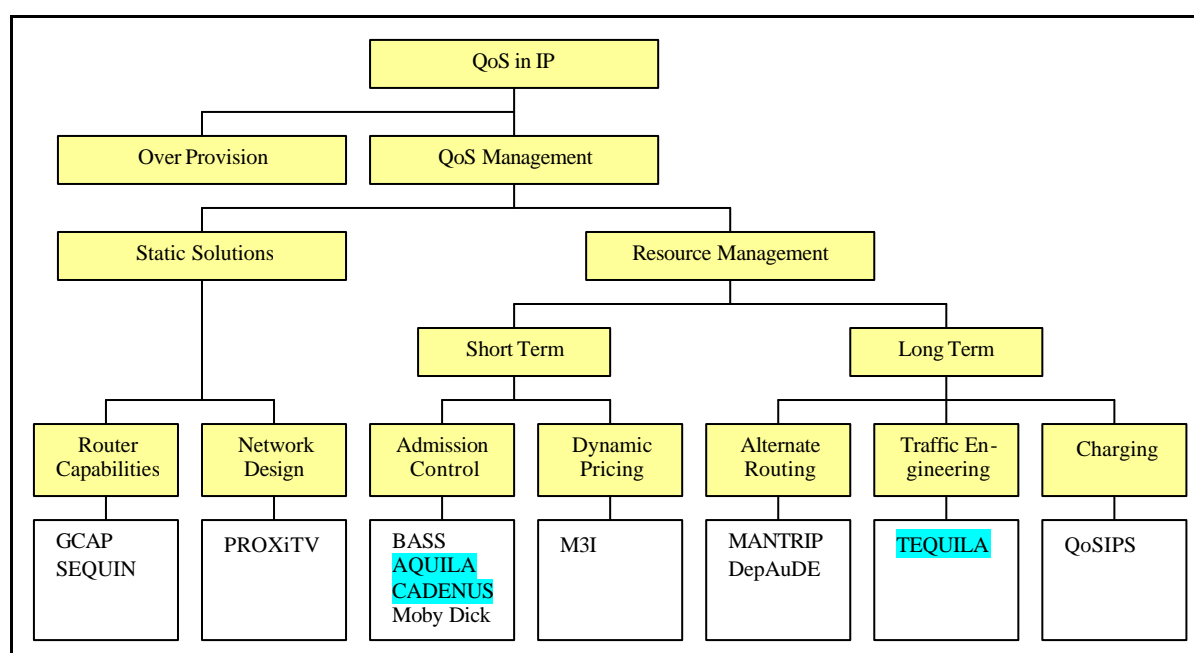 QoS in IP
Over Provision
QoS Management
Static Solutions
Resource Management
Short Term
Long Term
Router
Capabilities
Network
Design
Admission
Control
Dynamic
Pricing
Alternate
Routing
Traffic En-
gineering
Charging
GCAP
SEQUIN
PROXiTV
BASS
AQUILA
CADENUS
Moby Dick
M3I
MANTRIP
DepAuDE
TEQUILA
QoSIPS